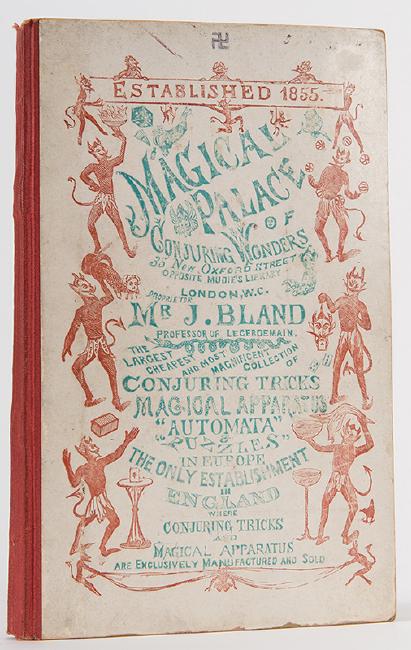 ESTABLISHED 1855.
MAGICAL
PALACE
OF
CONJURING WONDERS
35 NEW OXFORD STREET
OPPOSITE MUDIE'S LIBRARY
LONDON, W.C.
PROPRIETOR
MR J. BLAND
PROFESSOR OF LEGERDEMAIN.
THE
LARGEST
CHEAPEST
AND MOST
MAGNIFICENT
COLLECTION
OF
CONJURING TRICKS
MAGICAL APPARATUS
"AUTOMATA"
&
"PUZZLES"
IN EUROPE
THE ONLY ESTABLISHMENT
IN
ENGLAND
WHERE
CONJURING TRICKS
AND
MAGICAL APPARATUS
ARE EXCLUSIVELY MANUFACTURED AND SOLD